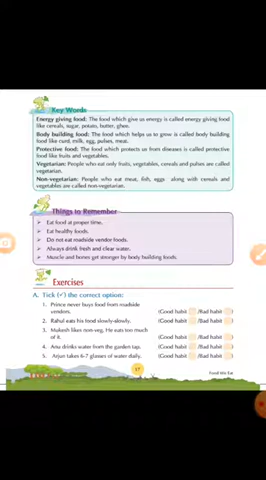 Key Words
Energy giving food: The food which give us energy is called energy giving food
like cereals, sugar, potato, butter, ghee.
Body building food: The food which helps us to grow is called body building
food like curd, milk, egg, pulses, meat.
Protective food: The food which protects us from diseases is called protective
food like fruits and vegetables.
Vegetarian: People who eat only fruits, vegetables, cereals and pulses are called
vegetarian.
Non-vegetarian: People who eat meat, fish, eggs along with cereals and
vegetables are called non-vegetarian.
Things to Remember
Eat food at proper time.
Eat healthy foods.
Do not eat roadside vendor foods.
Always drink fresh and clear water.
Muscle and bones get stronger by body building foods.
Exercises
A. Tick (✓) the correct option:
1. Prince never buys food from roadside
vendors. (Good habit /Bad habit )
2. Rahul eats his food slowly-slowly. (Good habit /Bad habit )
3. Mukesh likes non-veg, He eats too much
of it. (Good habit /Bad habit )
4. Anu drinks water from the garden tap. (Good habit /Bad habit )
5. Arjun takes 6-7 glasses of water daily. (Good habit /Bad habit )
37
Food We Eat